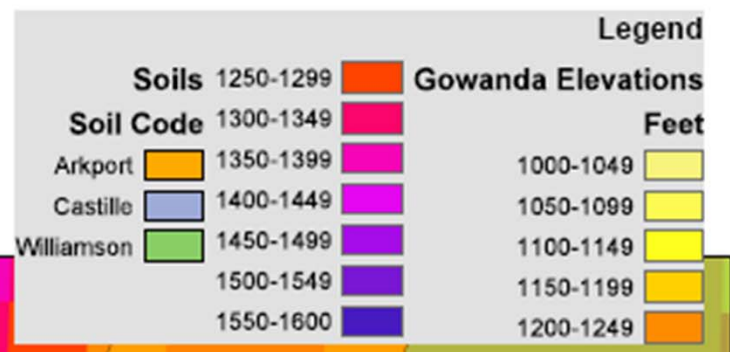 Legend
Soils
Soil Code
Arkport
Castille
Williamson
1250-1299
1300-1349
1350-1399
1400-1449
1450-1499
1500-1549
1550-1600
Gowanda Elevations
Feet
1000-1049
1050-1099
1100-1149
1150-1199
1200-1249